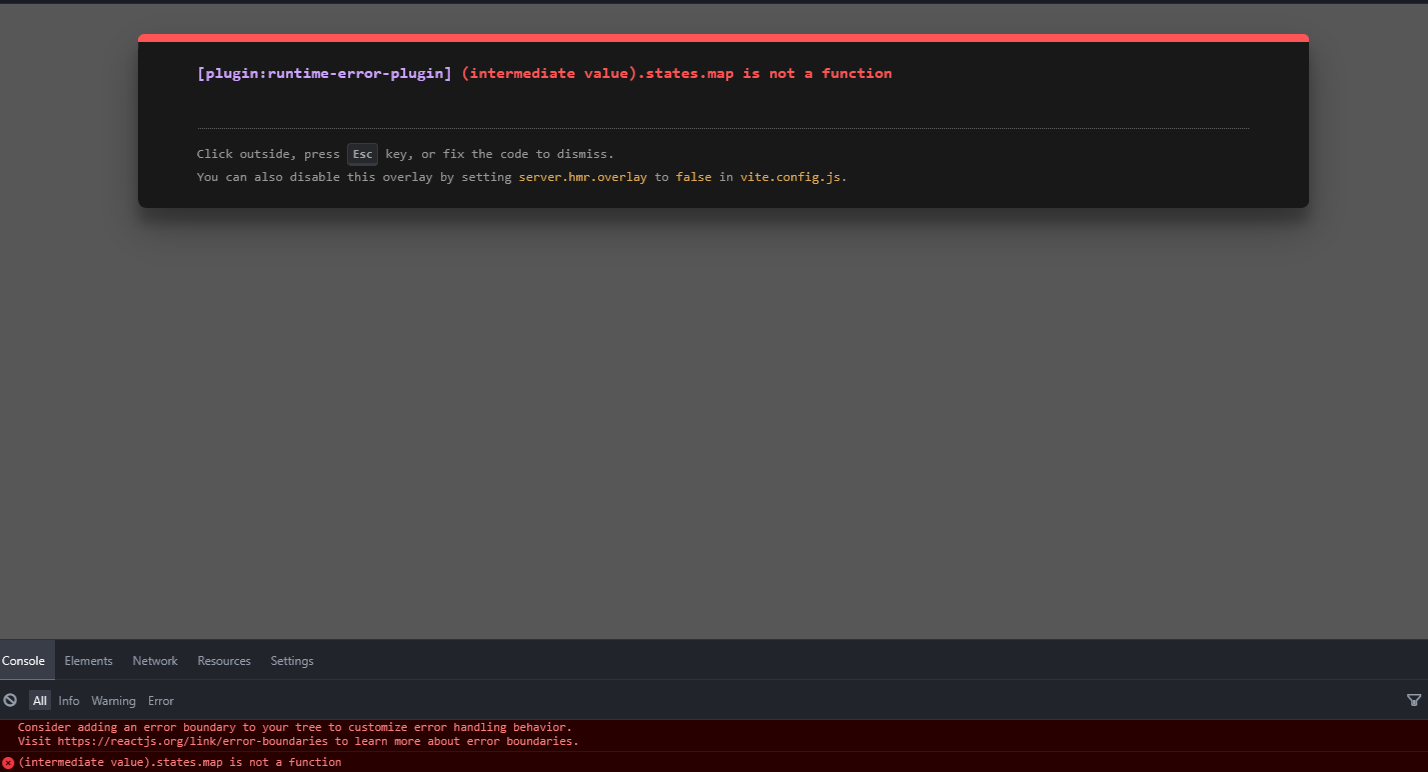 [plugin:runtime-error-plugin] (intermediate value).states.map is not a function
Click outside, press Esc key, or fix the code to dismiss.
You can also disable this overlay by setting server.hmr.overlay to false in vite.config.js.
Console Elements Network Resources Settings
All Info Warning Error
Consider adding an error boundary to your tree to customize error handling behavior.
Visit https://reactjs.org/link/error-boundaries to learn more about error boundaries.
(intermediate value).states.map is not a function